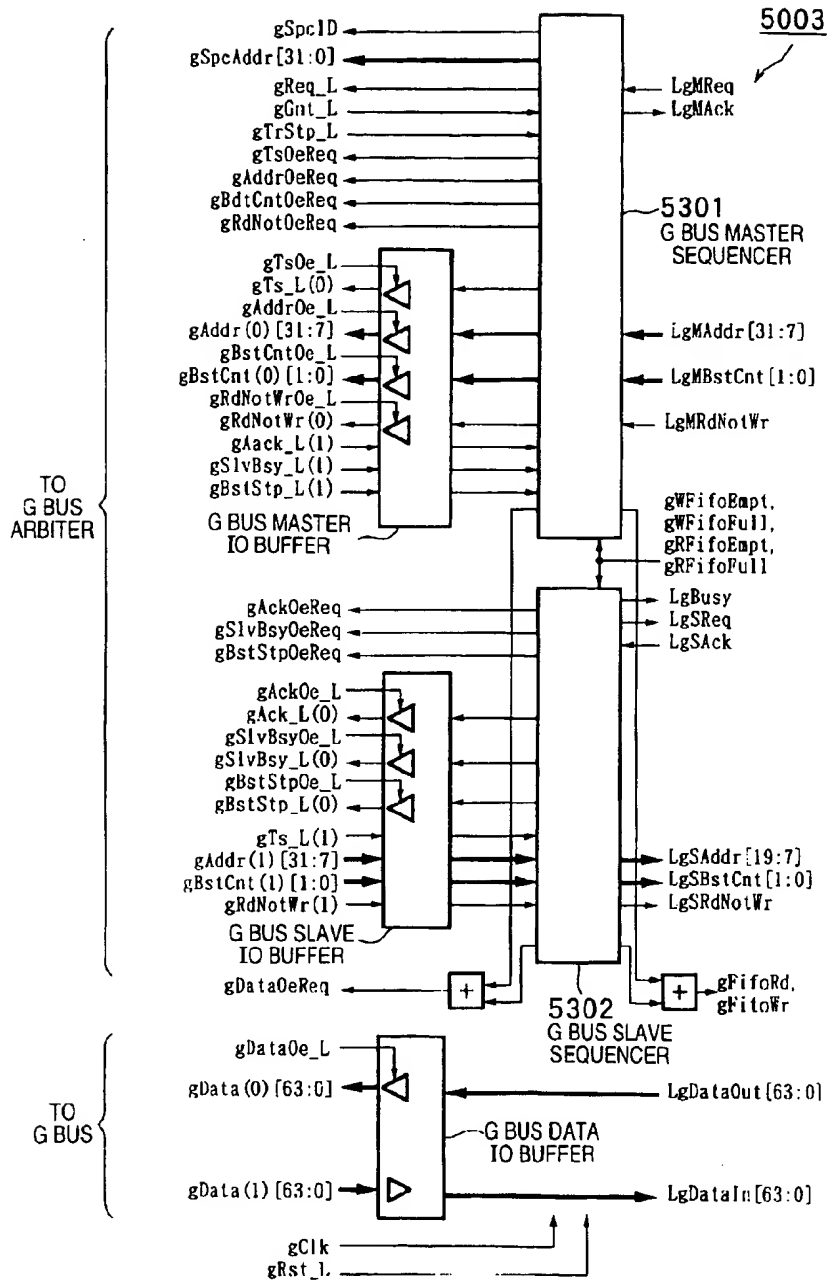 5003
gSpcID
gSpcAddr[31:0]
gReq_L
gGnt_L
gTrStp_L
gTsOeReq
gAddrOeReq
gBdtCntOeReq
gRdNotOeReq
LgMReq
LgMAck
5301
G BUS MASTER
SEQUENCER
gTsOe_L
gTs_L(0)
gAddrOe_L
gAddr(0)[31:7]
gBstCntOe_L
gBstCnt(0)[1:0]
gRdNotWrOe_L
gRdNotWr(0)
gAack_L(1)
gSlvBsy_L(1)
gBstStp_L(1)
LgMAddr[31:7]
LgMBstCnt[1:0]
LgMRdNotWr
TO
G BUS
ARBITER
G BUS MASTER
IO BUFFER
gWFifoEmpt,
gWFifoFull,
gRFifoEmpt,
gRFifoFull
gAckOeReq
gSlvBsyOeReq
gBstStpOeReq
LgBusy
LgSReq
LgSAck
gAckOe_L
gAck_L(0)
gSlvBsyOe_L
gSlvBsy_L(0)
gBstStpOe_L
gBstStp_L(0)
gTs_L(1)
gAddr(1)[31:7]
gBstCnt(1)[1:0]
gRdNotWr(1)
LgSAddr[19:7]
LgSBstCnt[1:0]
LgSRdNotWr
G BUS SLAVE
IO BUFFER
gDataOeReq
+
+
gFifoRd,
gFifoWr
5302
G BUS SLAVE
SEQUENCER
TO
G BUS
gDataOe_L
gData(0)[63:0]
LgDataOut[63:0]
G BUS DATA
IO BUFFER
gData(1)[63:0]
LgDataIn[63:0]
gClk
gRst_L